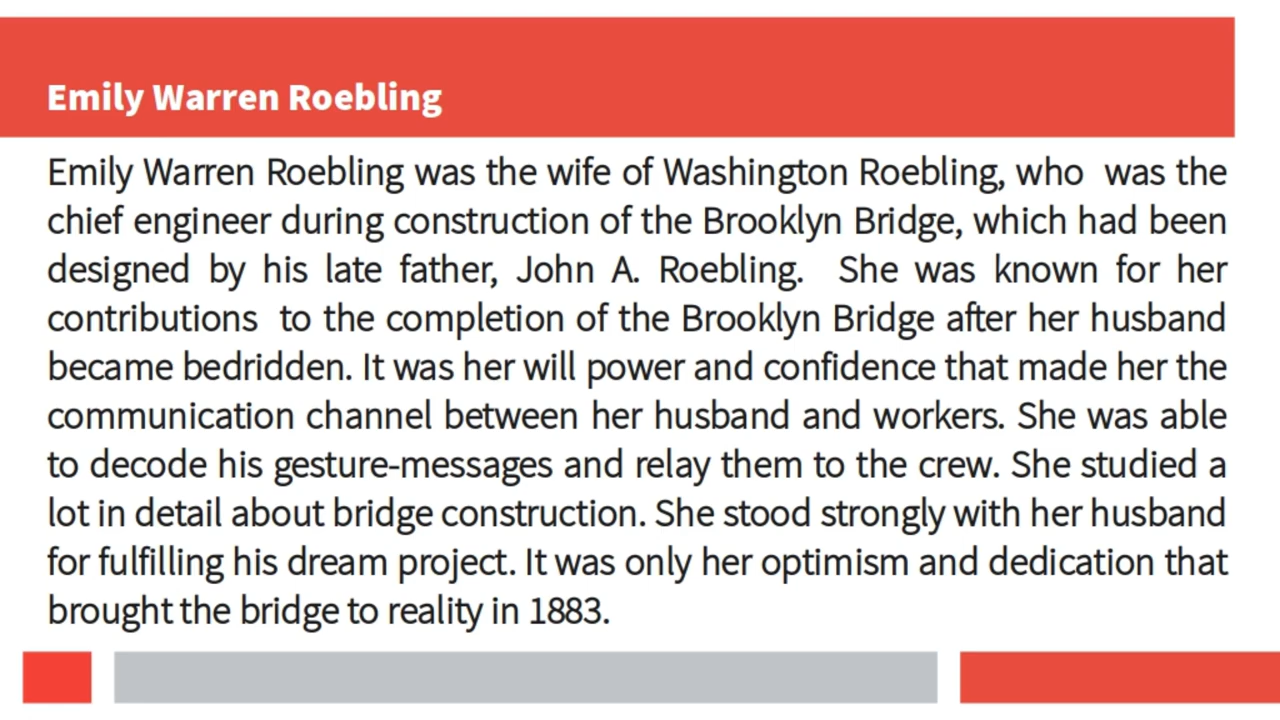 Emily Warren Roebling
Emily Warren Roebling was the wife of Washington Roebling, who  was the
chief engineer during construction of the Brooklyn Bridge, which had been
designed by his late father, John A. Roebling.  She was known for her
contributions  to the completion of the Brooklyn Bridge after her husband
became bedridden. It was her will power and confidence that made her the
communication channel between her husband and workers. She was able
to decode his gesture-messages and relay them to the crew. She studied a
lot in detail about bridge construction. She stood strongly with her husband
for fulfilling his dream project. It was only her optimism and dedication that
brought the bridge to reality in 1883.